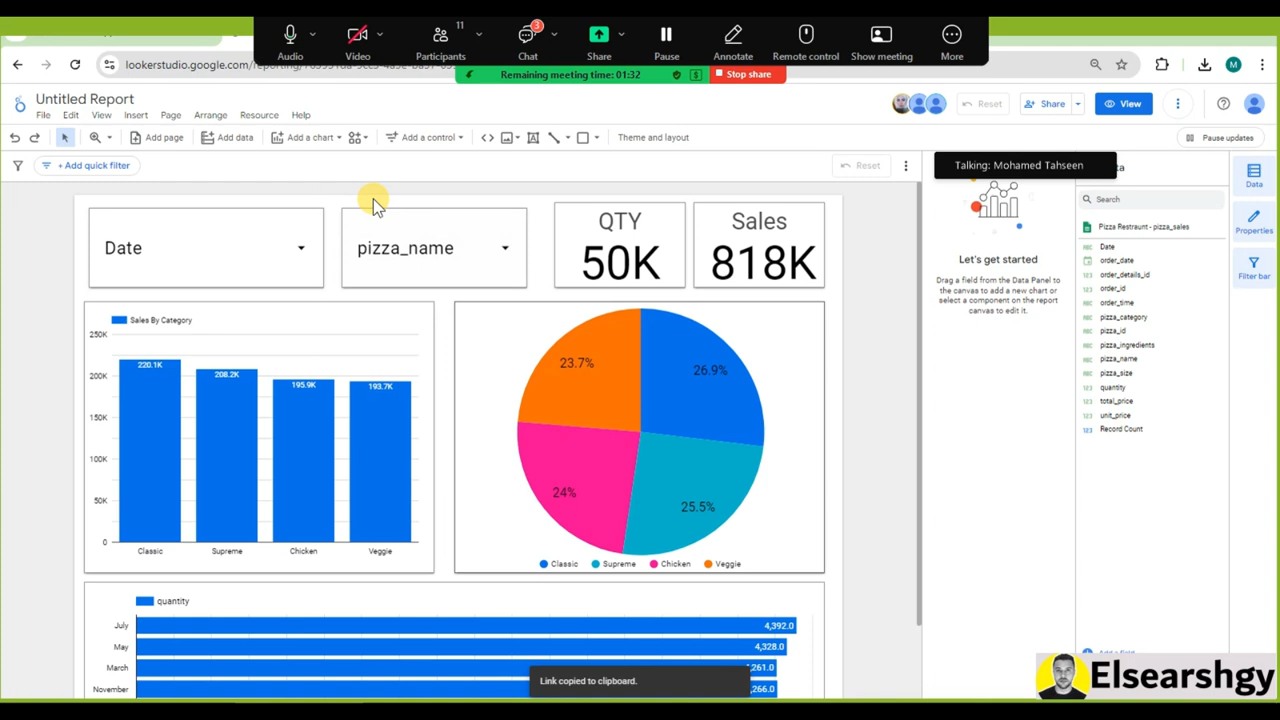 11
3
Audio
Video
Participants
Chat
Share
Pause
Annotate
Remote control
Show meeting
More
Remaining meeting time: 01:32
Stop share
M
Untitled Report
File Edit View Insert Page Arrange Resource Help
Reset
Share
View
Add page
Add data
Add a chart
Add a control
Theme and layout
Pause updates
+ Add quick filter
Reset
Talking: Mohamed Tahseen
Data
Search
Pizza Restraunt - pizza_sales
Properties
Filter bar
Date
order_date
order_details_id
order_id
order_time
pizza_category
pizza_id
pizza_ingredients
pizza_name
pizza_size
quantity
total_price
unit_price
Record Count
Let's get started
Drag a field from the Data Panel to
the canvas to add a new chart or
select a component on the report
canvas to edit it.
Date
pizza_name
QTY
50K
Sales
818K
Sales By Category
250K
200K
150K
100K
50K
0
220.1K
208.2K
195.9K
193.7K
Classic
Supreme
Chicken
Veggie
23.7%
26.9%
24%
25.5%
Classic Supreme Chicken Veggie
quantity
July 4,392.0
May 4,328.0
March
November
Link copied to clipboard.
Elsearshgy